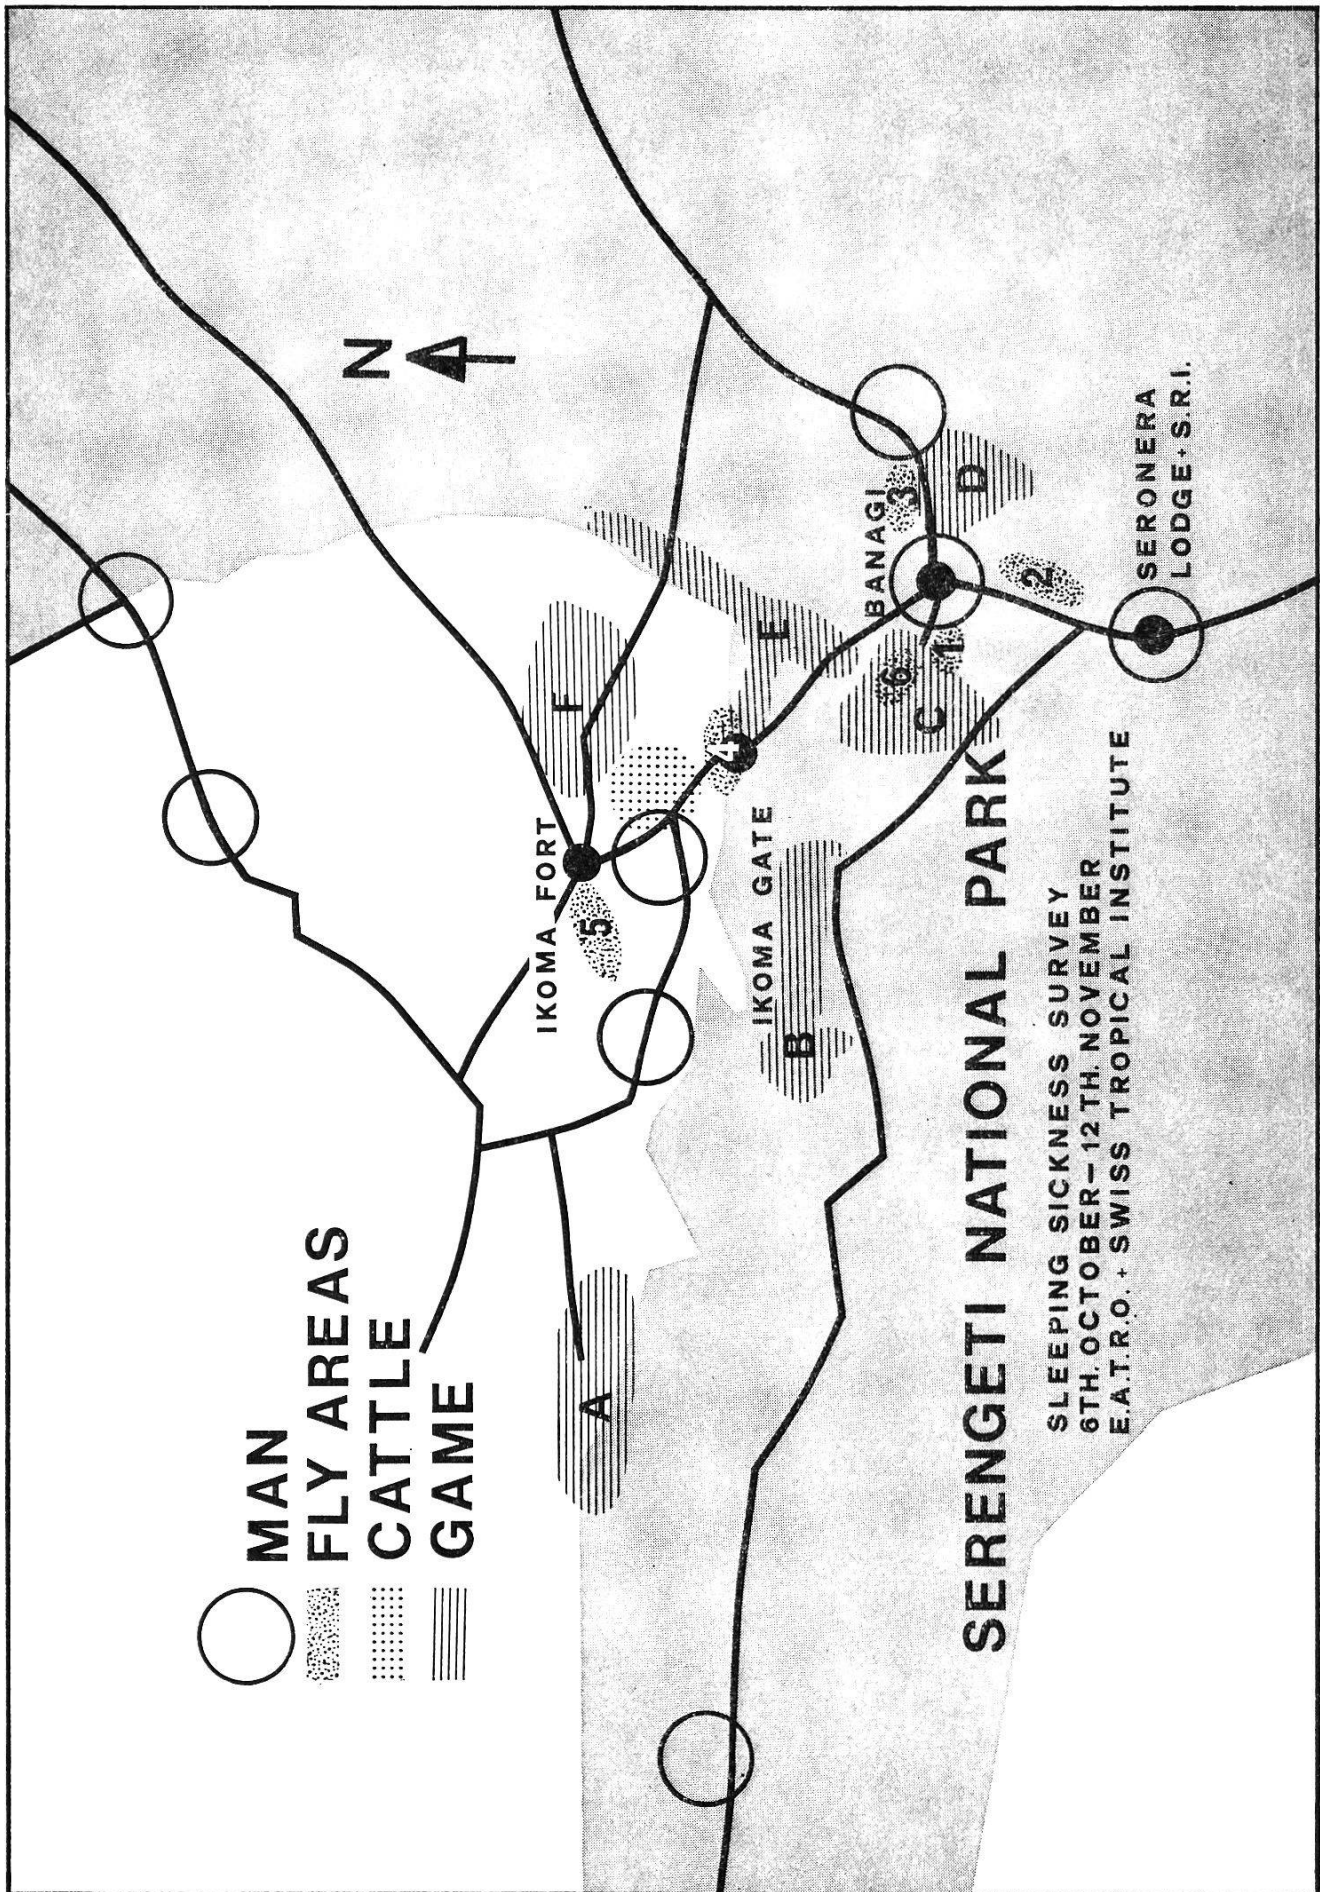 MAN
FLY AREAS
CATTLE
GAME
N
A
B
C
D
E
F
1
2
3
4
5
6
IKOMA FORT
IKOMA GATE
BANAGI
SERONERA
LODGE + S.R.I.
SERENGETI NATIONAL PARK
SLEEPING SICKNESS SURVEY
6TH. OCTOBER – 12TH. NOVEMBER
E.A.T.R.O. + SWISS TROPICAL INSTITUTE